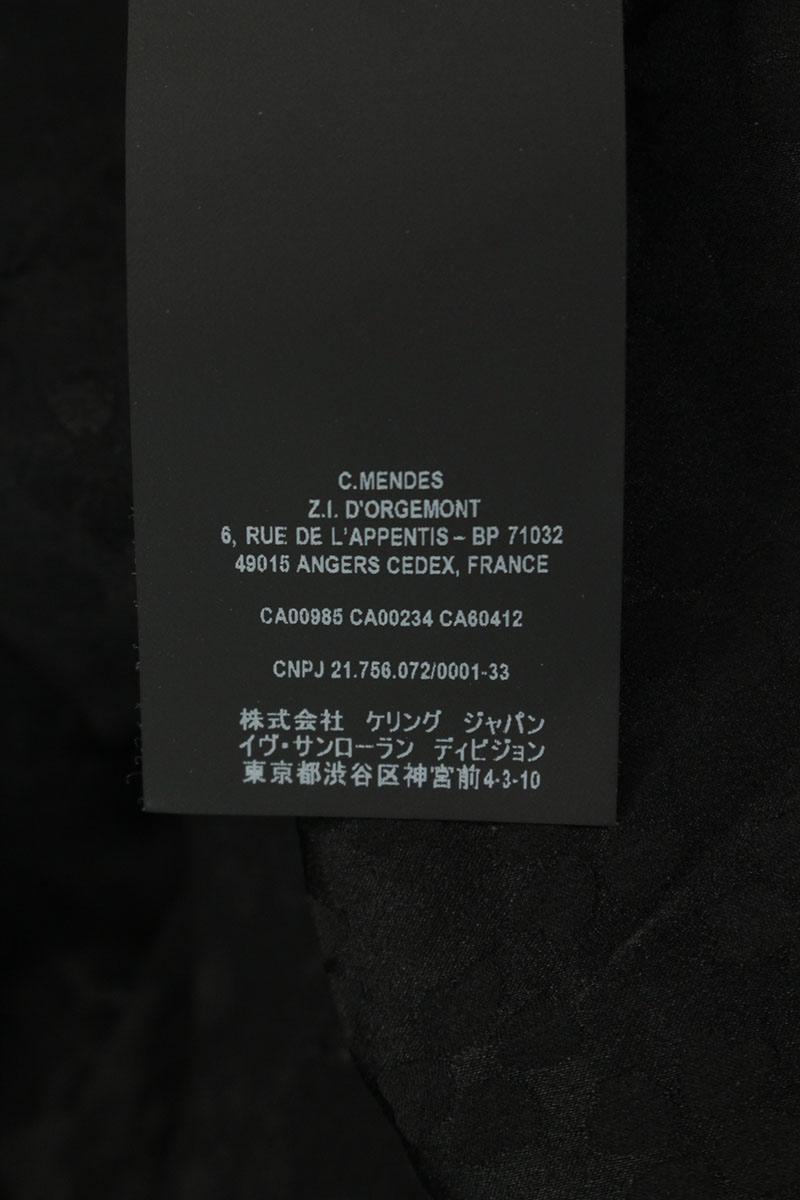 C.MENDES
Z.I. D'ORGEMONT
6, RUE DE L'APPENTIS – BP 71032
49015 ANGERS CEDEX, FRANCE
CA00985 CA00234 CA60412
CNPJ 21.756.072/0001-33
株式会社 ケリング ジャパン
イヴ・サンローラン ディビジョン
東京都渋谷区神宮前4-3-10